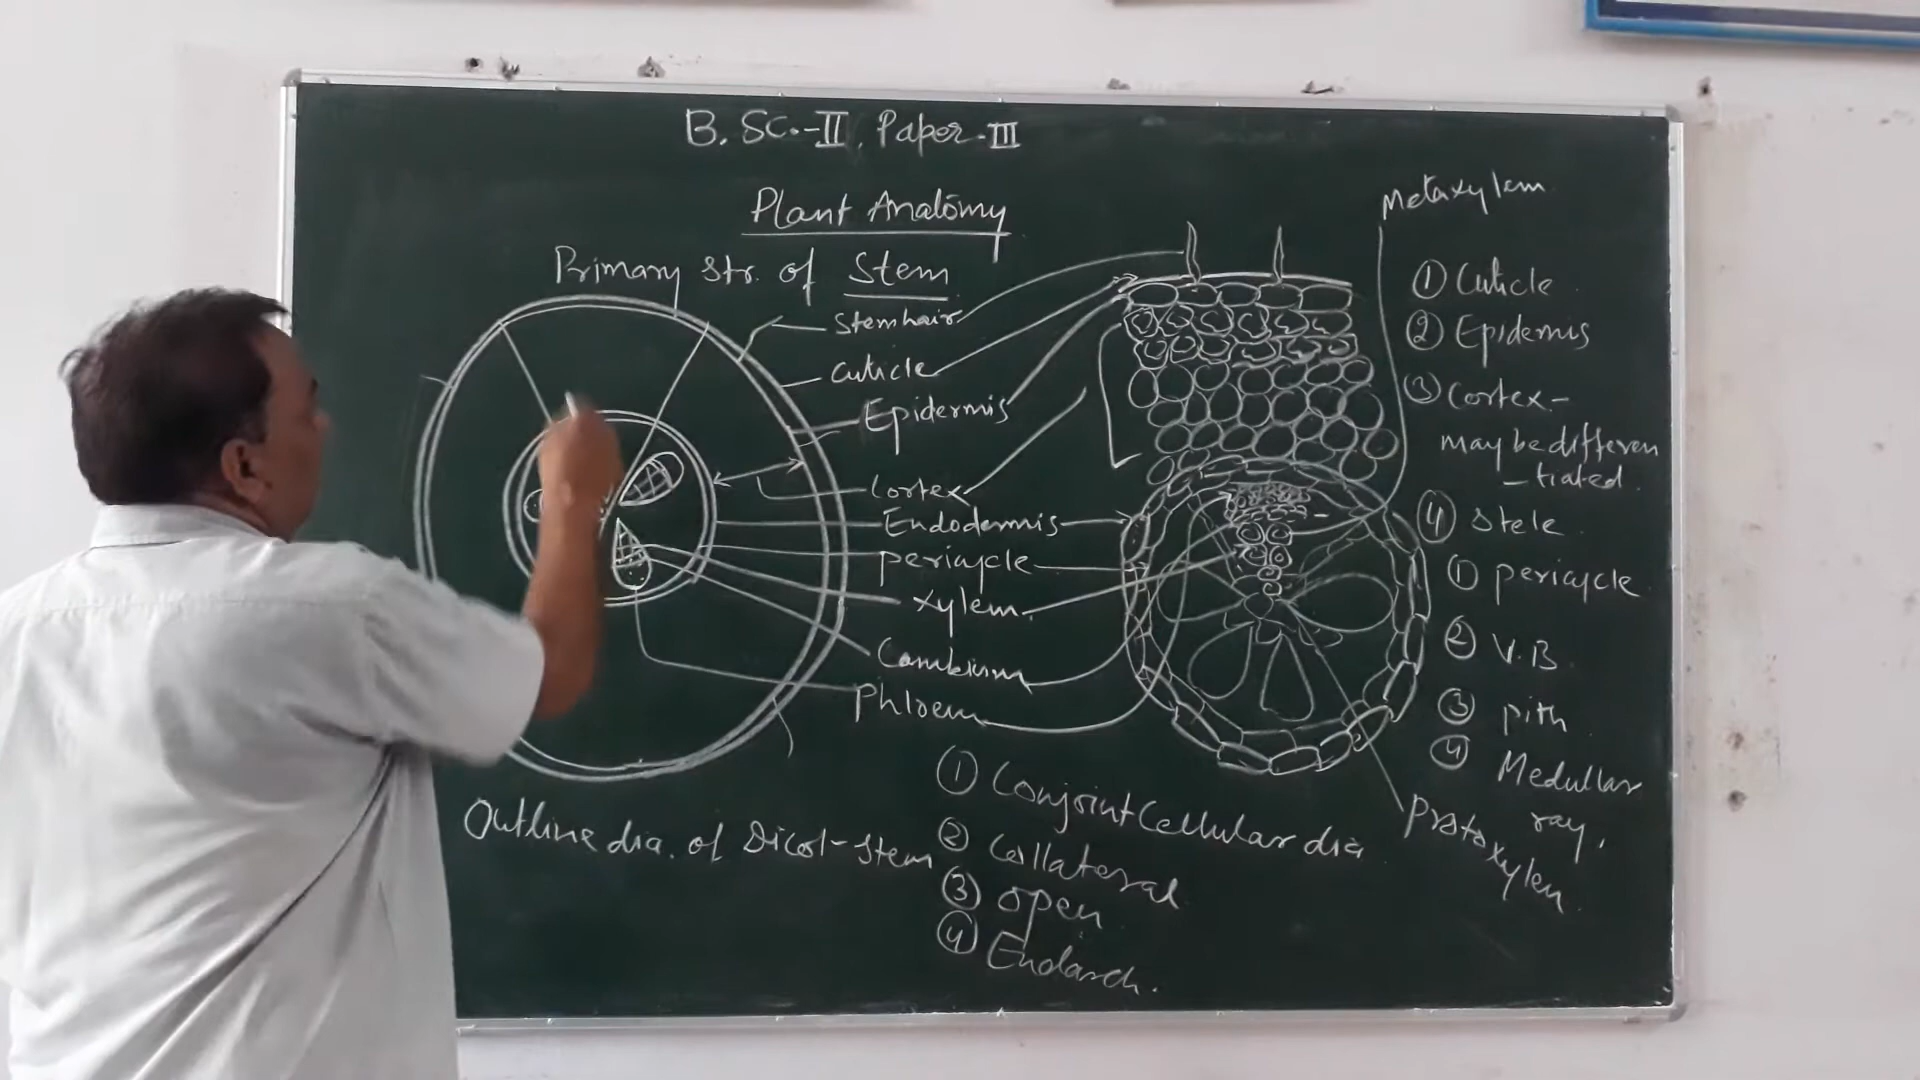 B. Sc.-II, Paper-III
Plant Anatomy
Primary Str. of Stem
Stemhair
Cuticle
Epidermis
Cortex
Endodermis
Pericycle
Xylem
Cambium
Phloem
Outline dia. of Dicot-Stem
① Conjoint Cellular dia
② Collateral
③ Open
④ Endarch.
Metaxylem
① Cuticle
② Epidermis
③ Cortex-
may be differen
-tiated.
④ Stele
① pericycle
② V.B
③ pith
④ Medullar
ray,
Protoxylem